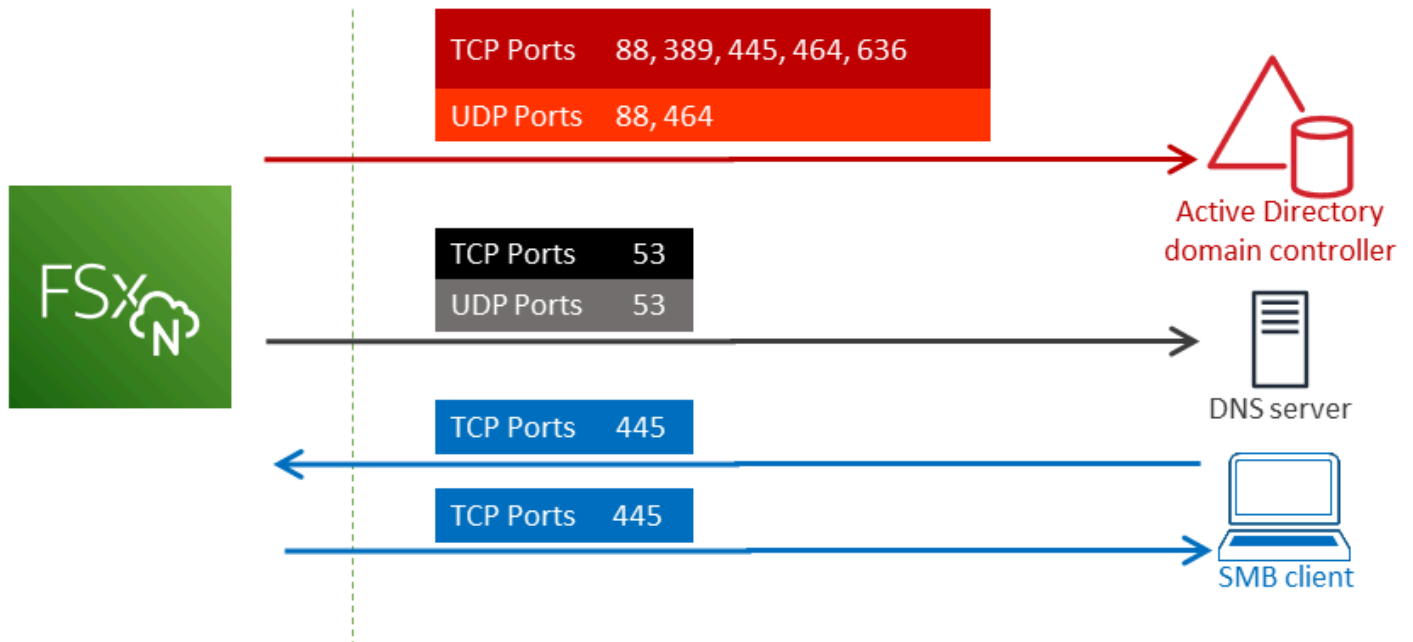 TCP Ports 88, 389, 445, 464, 636
UDP Ports 88, 464
Active Directory
domain controller
FSx
N
TCP Ports 53
UDP Ports 53
DNS server
TCP Ports 445
TCP Ports 445
SMB client